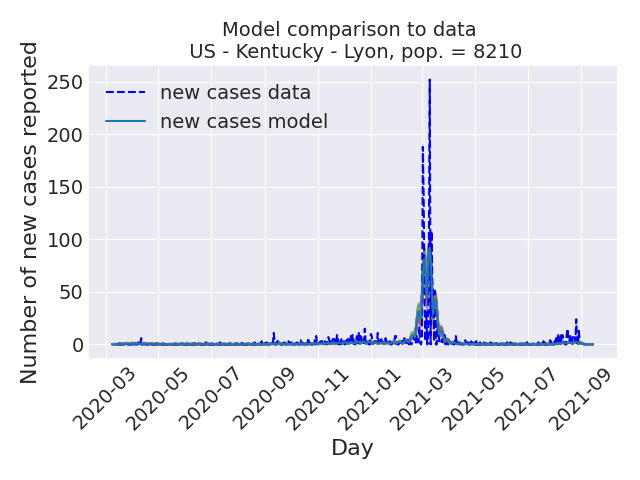 Model comparison to data
US - Kentucky - Lyon, pop. = 8210
Number of new cases reported
250
200
150
100
50
0
new cases data
new cases model
2020-03
2020-05
2020-07
2020-09
2020-11
2021-01
2021-03
2021-05
2021-07
2021-09
Day